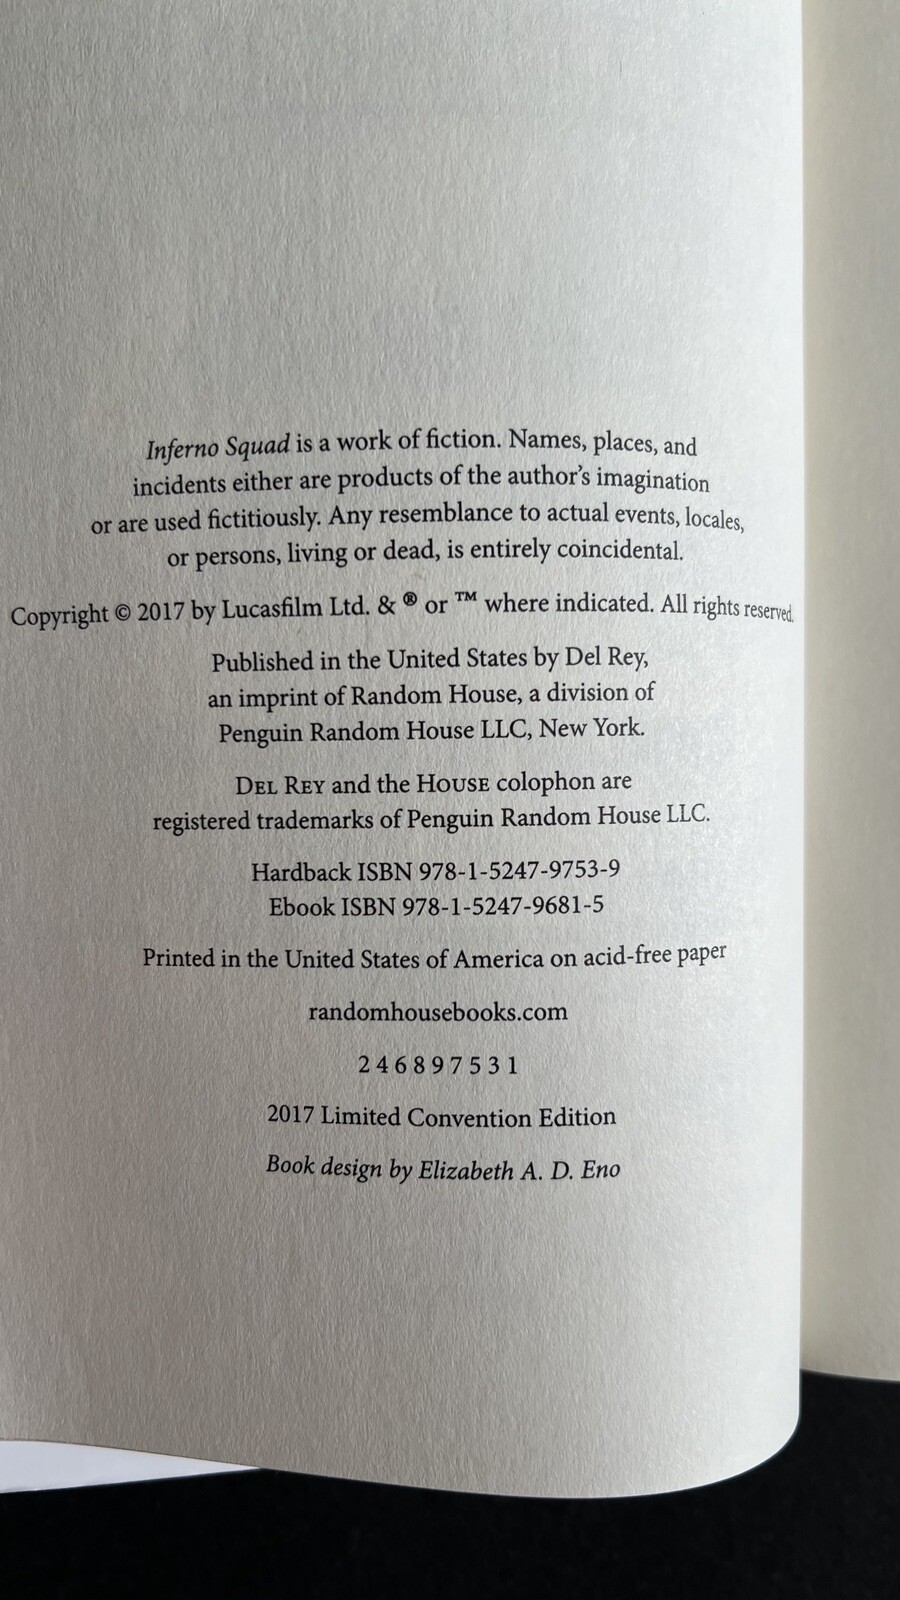 Inferno Squad is a work of fiction. Names, places, and
incidents either are products of the author's imagination
or are used fictitiously. Any resemblance to actual events, locales,
or persons, living or dead, is entirely coincidental.
Copyright © 2017 by Lucasfilm Ltd. & ® or ™ where indicated. All rights reserved.
Published in the United States by Del Rey,
an imprint of Random House, a division of
Penguin Random House LLC, New York.
DEL REY and the HOUSE colophon are
registered trademarks of Penguin Random House LLC.
Hardback ISBN 978-1-5247-9753-9
Ebook ISBN 978-1-5247-9681-5
Printed in the United States of America on acid-free paper
randomhousebooks.com
2 4 6 8 9 7 5 3 1
2017 Limited Convention Edition
Book design by Elizabeth A. D. Eno